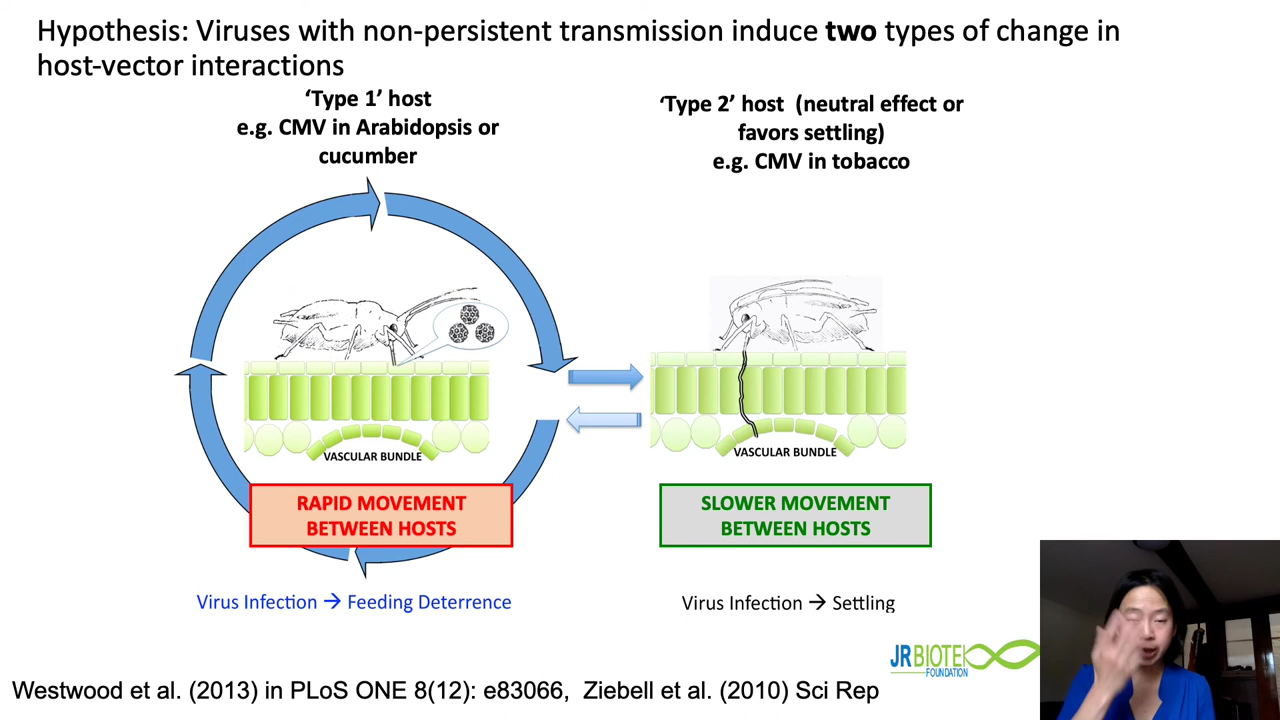 Hypothesis: Viruses with non-persistent transmission induce two types of change in
host-vector interactions
'Type 1' host
e.g. CMV in Arabidopsis or
cucumber
'Type 2' host (neutral effect or
favors settling)
e.g. CMV in tobacco
VASCULAR BUNDLE
VASCULAR BUNDLE
RAPID MOVEMENT
BETWEEN HOSTS
SLOWER MOVEMENT
BETWEEN HOSTS
Virus Infection → Feeding Deterrence
Virus Infection → Settling
JRBIOTEK
FOUNDATION
Westwood et al. (2013) in PLoS ONE 8(12): e83066, Ziebell et al. (2010) Sci Rep